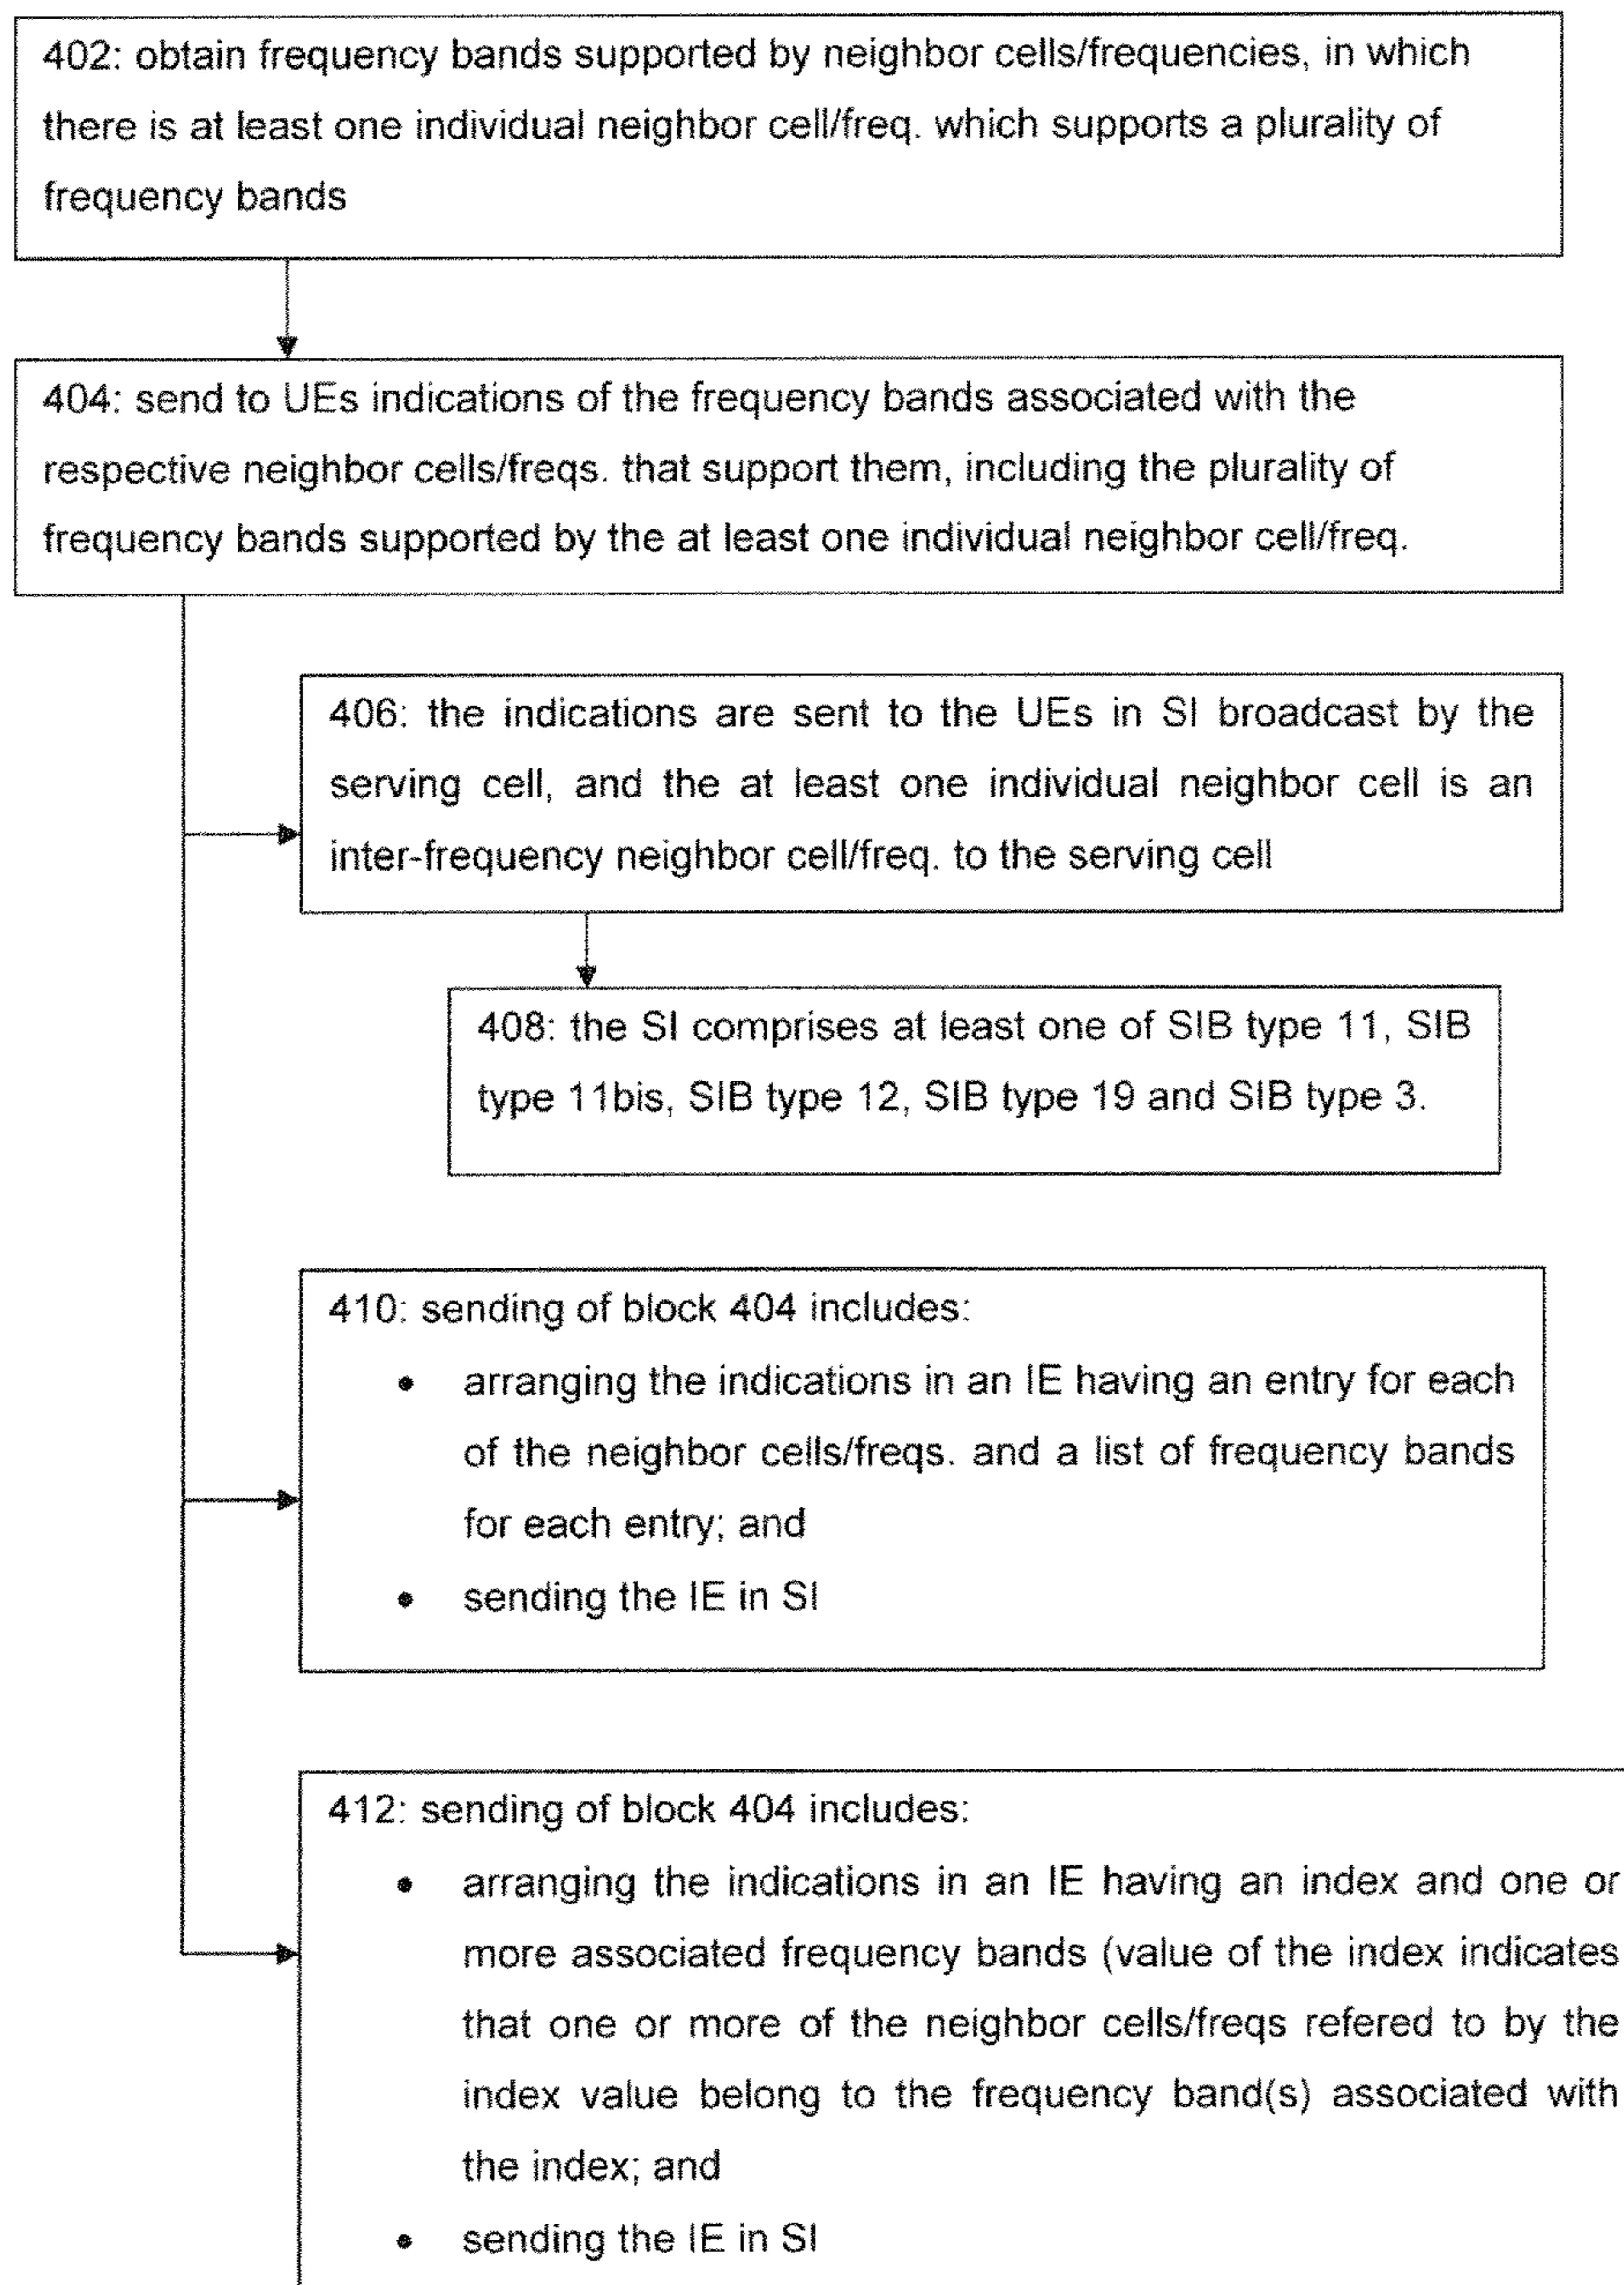 402: obtain frequency bands supported by neighbor cells/frequencies, in which
there is at least one individual neighbor cell/freq. which supports a plurality of
frequency bands
404: send to UEs indications of the frequency bands associated with the
respective neighbor cells/freqs. that support them, including the plurality of
frequency bands supported by the at least one individual neighbor cell/freq.
406: the indications are sent to the UEs in SI broadcast by the
serving cell, and the at least one individual neighbor cell is an
inter-frequency neighbor cell/freq. to the serving cell
408: the SI comprises at least one of SIB type 11, SIB
type 11bis, SIB type 12, SIB type 19 and SIB type 3.
410: sending of block 404 includes:
• arranging the indications in an IE having an entry for each
of the neighbor cells/freqs. and a list of frequency bands
for each entry; and
• sending the IE in SI
412: sending of block 404 includes:
• arranging the indications in an IE having an index and one or
more associated frequency bands (value of the index indicates
that one or more of the neighbor cells/freqs refered to by the
index value belong to the frequency band(s) associated with
the index; and
• sending the IE in SI